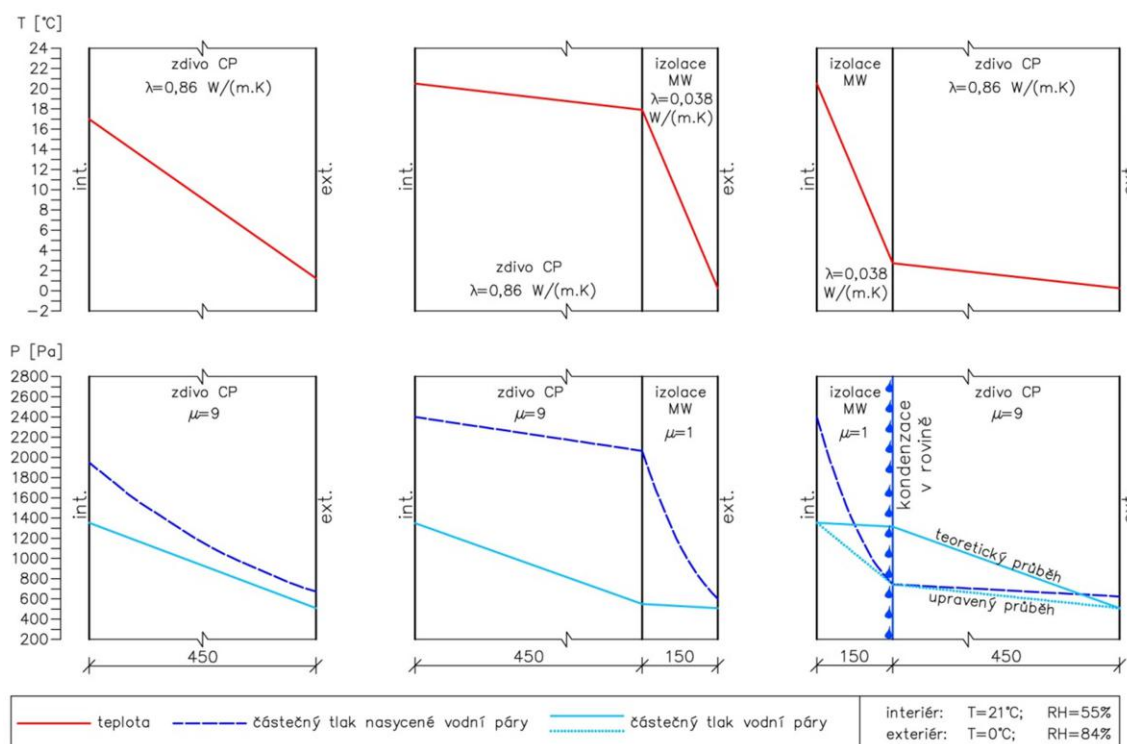 T [°C]
24
22
20
18
16
14
12
10
8
6
4
2
0
−2
zdivo CP
λ=0,86 W/(m.K)
int.
ext.
zdivo CP
λ=0,86 W/(m.K)
izolace
MW
λ=0,038
W/(m.K)
int.
ext.
izolace
MW
λ=0,038
W/(m.K)
zdivo CP
λ=0,86 W/(m.K)
int.
ext.
P [Pa]
2800
2600
2400
2200
2000
1800
1600
1400
1200
1000
800
600
400
200
zdivo CP
μ=9
int.
ext.
450
zdivo CP
μ=9
izolace
MW
μ=1
int.
ext.
450
150
izolace
MW
μ=1
kondenzace
v rovině
zdivo CP
μ=9
teoretický průběh
upravený průběh
int.
ext.
150
450
teplota
částečný tlak nasycené vodní páry
částečný tlak vodní páry
interiér: T=21°C; RH=55%
exteriér: T=0°C; RH=84%